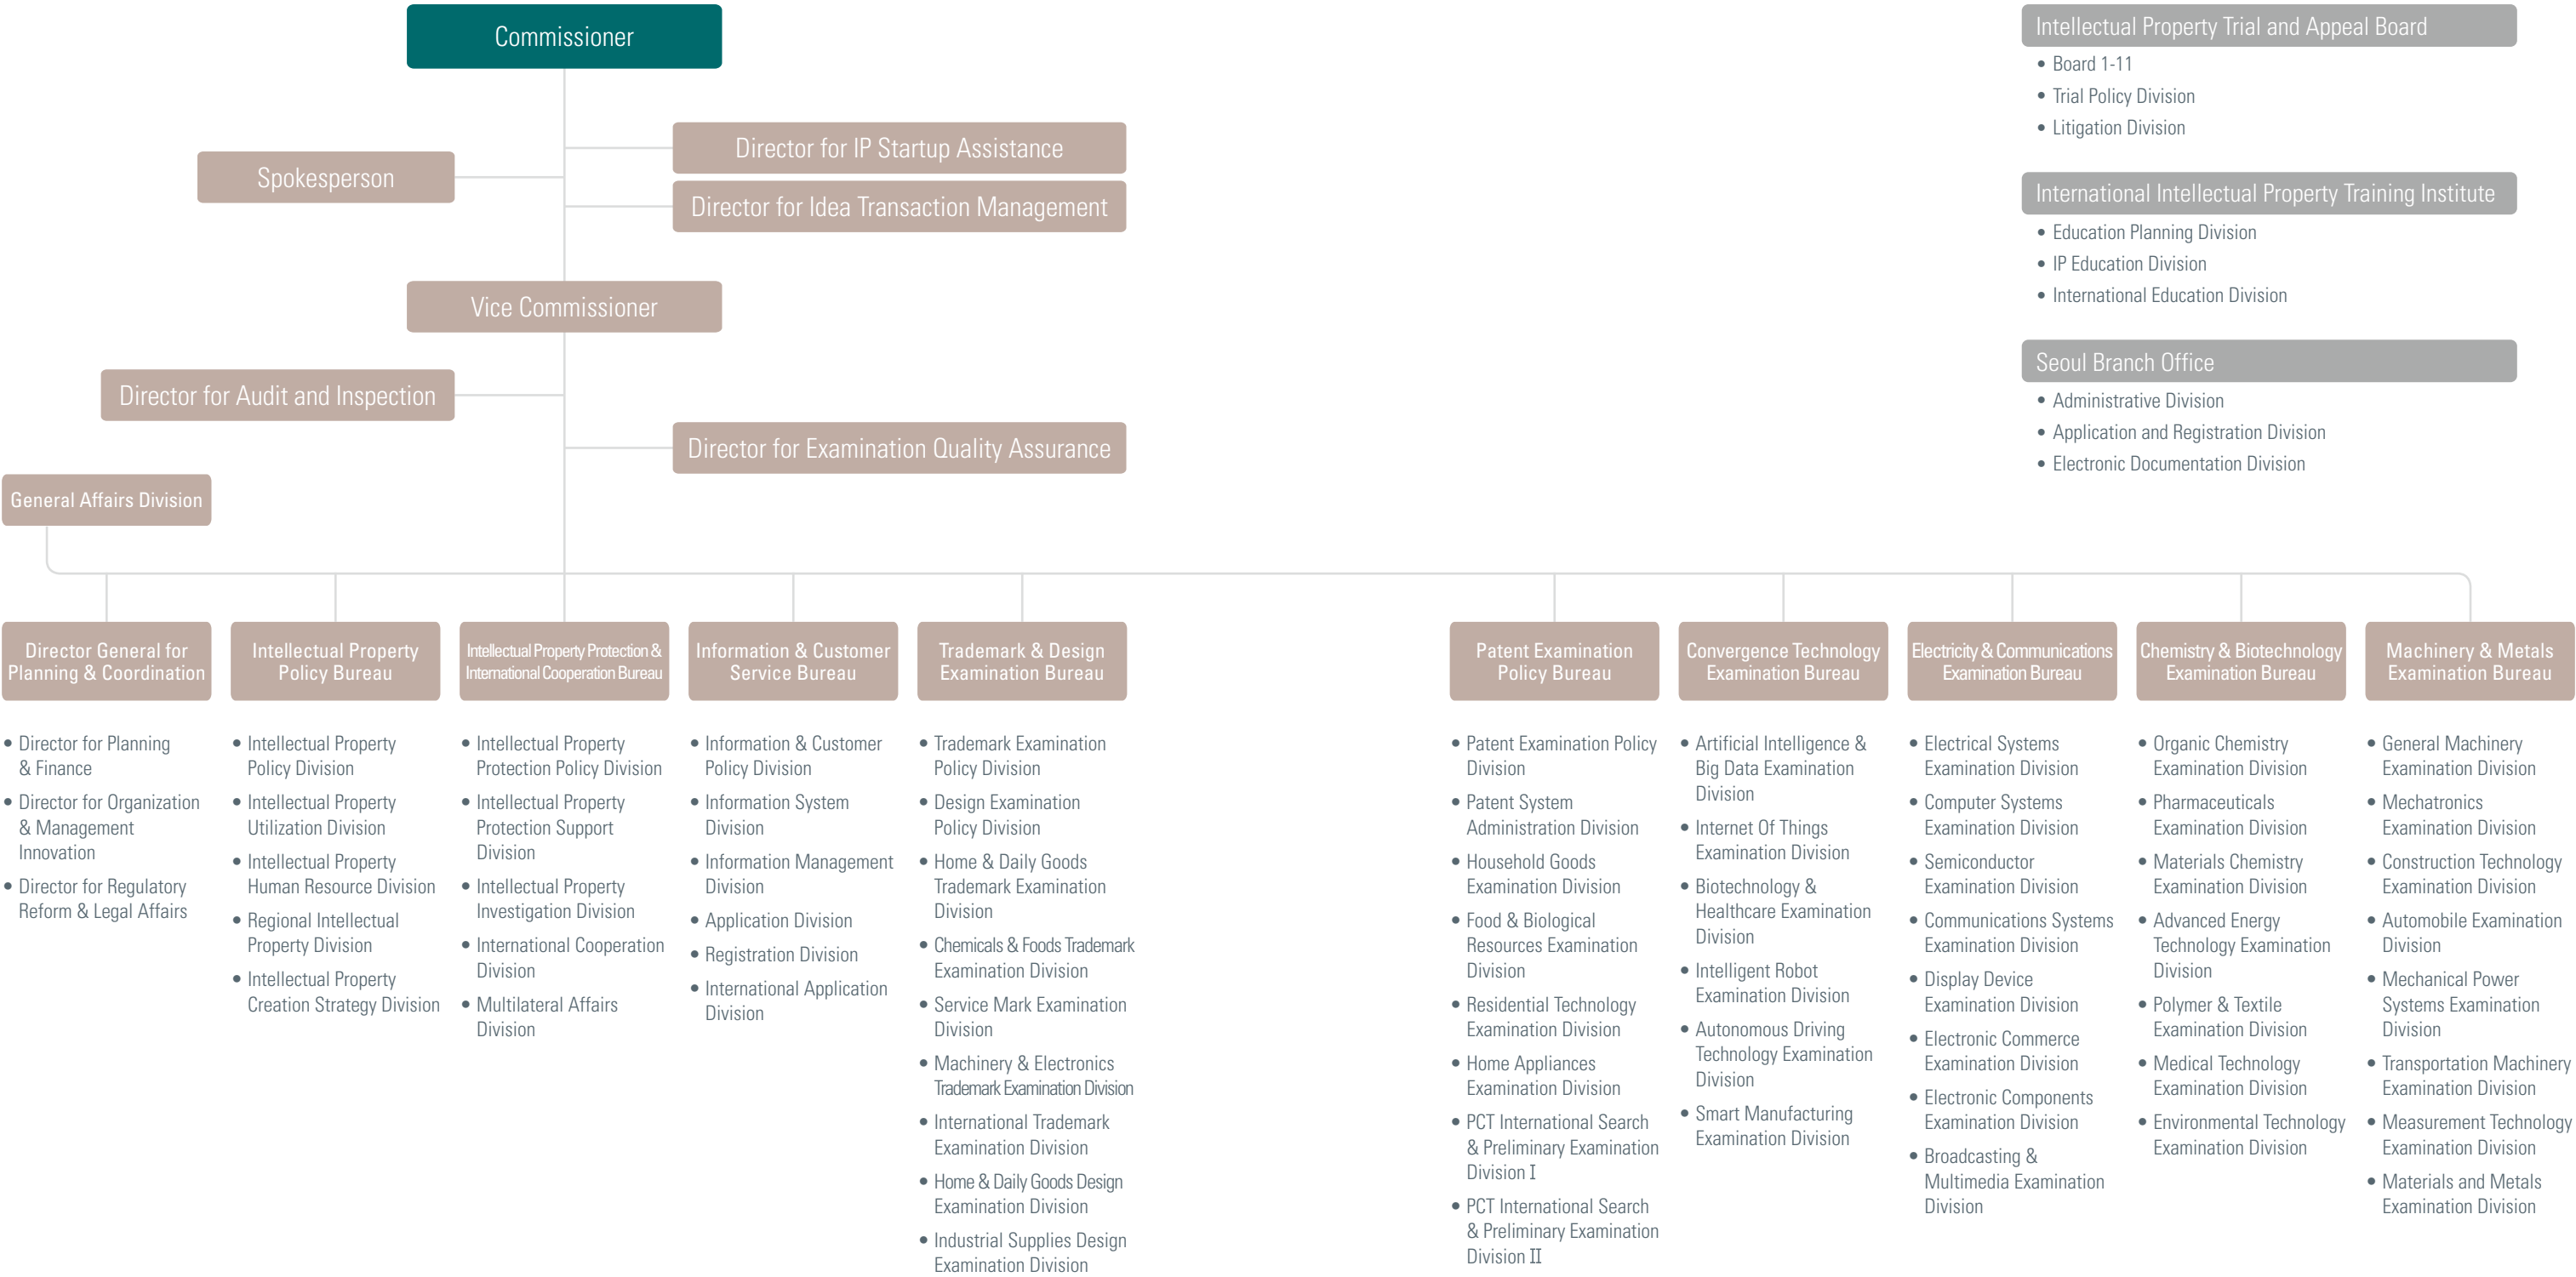 Commissioner
Director for IP Startup Assistance
Spokesperson
Director for Idea Transaction Management
Vice Commissioner
Director for Audit and Inspection
Director for Examination Quality Assurance
General Affairs Division
Intellectual Property Trial and Appeal Board
• Board 1-11
• Trial Policy Division
• Litigation Division
International Intellectual Property Training Institute
• Education Planning Division
• IP Education Division
• International Education Division
Seoul Branch Office
• Administrative Division
• Application and Registration Division
• Electronic Documentation Division
Director General for
Planning & Coordination
• Director for Planning
& Finance
• Director for Organization
& Management
Innovation
• Director for Regulatory
Reform & Legal Affairs
Intellectual Property
Policy Bureau
• Intellectual Property
Policy Division
• Intellectual Property
Utilization Division
• Intellectual Property
Human Resource Division
• Regional Intellectual
Property Division
• Intellectual Property
Creation Strategy Division
Intellectual Property Protection &
International Cooperation Bureau
• Intellectual Property
Protection Policy Division
• Intellectual Property
Protection Support
Division
• Intellectual Property
Investigation Division
• International Cooperation
Division
• Multilateral Affairs
Division
Information & Customer
Service Bureau
• Information & Customer
Policy Division
• Information System
Division
• Information Management
Division
• Application Division
• Registration Division
• International Application
Division
Trademark & Design
Examination Bureau
• Trademark Examination
Policy Division
• Design Examination
Policy Division
• Home & Daily Goods
Trademark Examination
Division
• Chemicals & Foods Trademark
Examination Division
• Service Mark Examination
Division
• Machinery & Electronics
Trademark Examination Division
• International Trademark
Examination Division
• Home & Daily Goods Design
Examination Division
• Industrial Supplies Design
Examination Division
Patent Examination
Policy Bureau
• Patent Examination Policy
Division
• Patent System
Administration Division
• Household Goods
Examination Division
• Food & Biological
Resources Examination
Division
• Residential Technology
Examination Division
• Home Appliances
Examination Division
• PCT International Search
& Preliminary Examination
Division I
• PCT International Search
& Preliminary Examination
Division II
Convergence Technology
Examination Bureau
• Artificial Intelligence &
Big Data Examination
Division
• Internet Of Things
Examination Division
• Biotechnology &
Healthcare Examination
Division
• Intelligent Robot
Examination Division
• Autonomous Driving
Technology Examination
Division
• Smart Manufacturing
Examination Division
Electricity & Communications
Examination Bureau
• Electrical Systems
Examination Division
• Computer Systems
Examination Division
• Semiconductor
Examination Division
• Communications Systems
Examination Division
• Display Device
Examination Division
• Electronic Commerce
Examination Division
• Electronic Components
Examination Division
• Broadcasting &
Multimedia Examination
Division
Chemistry & Biotechnology
Examination Bureau
• Organic Chemistry
Examination Division
• Pharmaceuticals
Examination Division
• Materials Chemistry
Examination Division
• Advanced Energy
Technology Examination
Division
• Polymer & Textile
Examination Division
• Medical Technology
Examination Division
• Environmental Technology
Examination Division
Machinery & Metals
Examination Bureau
• General Machinery
Examination Division
• Mechatronics
Examination Division
• Construction Technology
Examination Division
• Automobile Examination
Division
• Mechanical Power
Systems Examination
Division
• Transportation Machinery
Examination Division
• Measurement Technology
Examination Division
• Materials and Metals
Examination Division